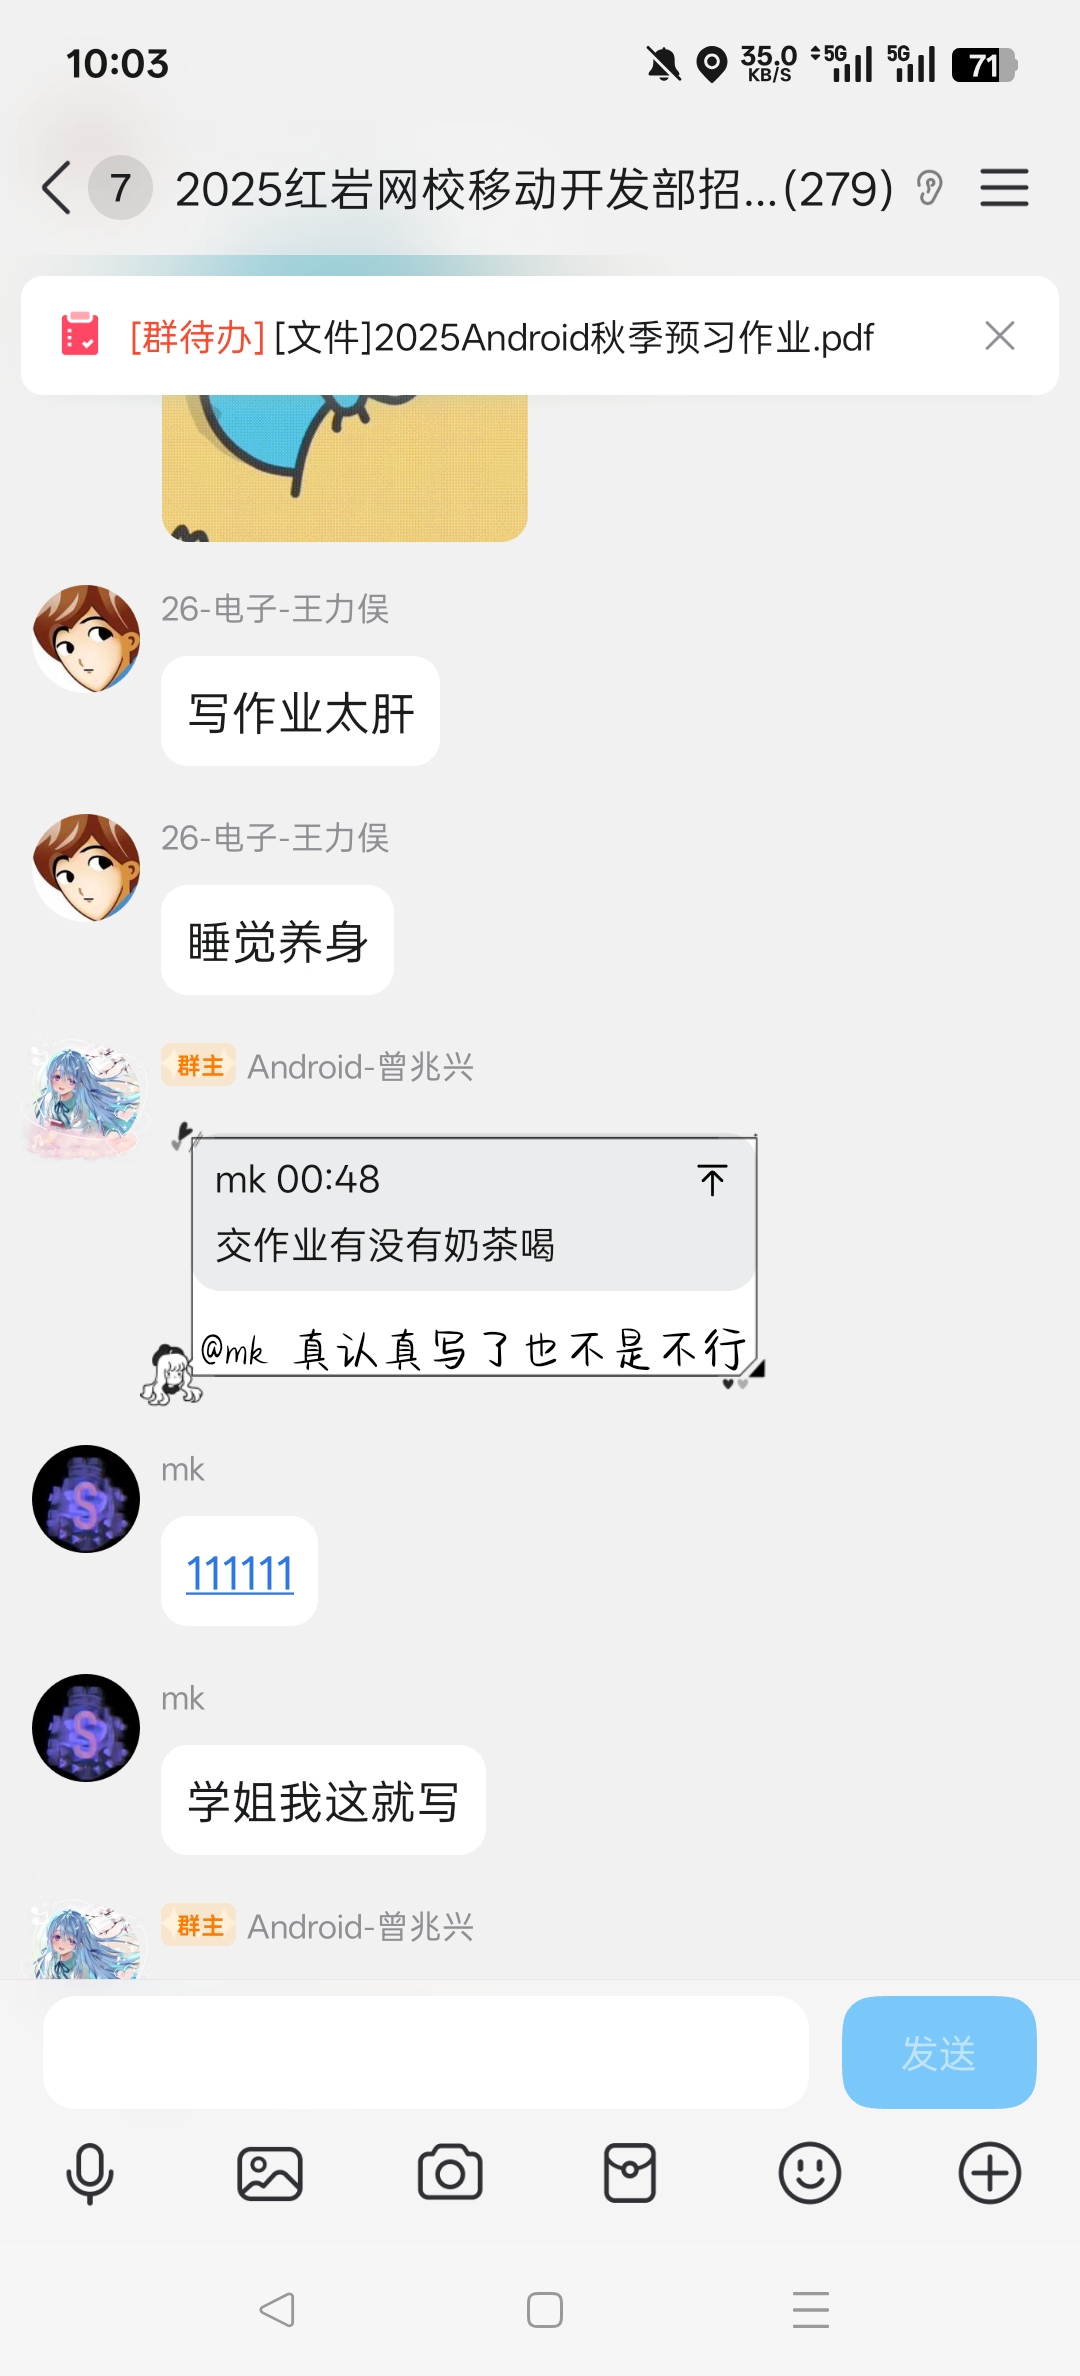 10:03
35.0 KB/S 5G 5G 71
7 2025红岩网校移动开发部招...(279)
[群待办][文件]2025Android秋季预习作业.pdf
26-电子-王力俣
写作业太肝
26-电子-王力俣
睡觉养身
群主 Android-曾兆兴
mk 00:48
交作业有没有奶茶喝
@mk 真认真写了也不是不行
mk
111111
mk
学姐我这就写
群主 Android-曾兆兴
发送